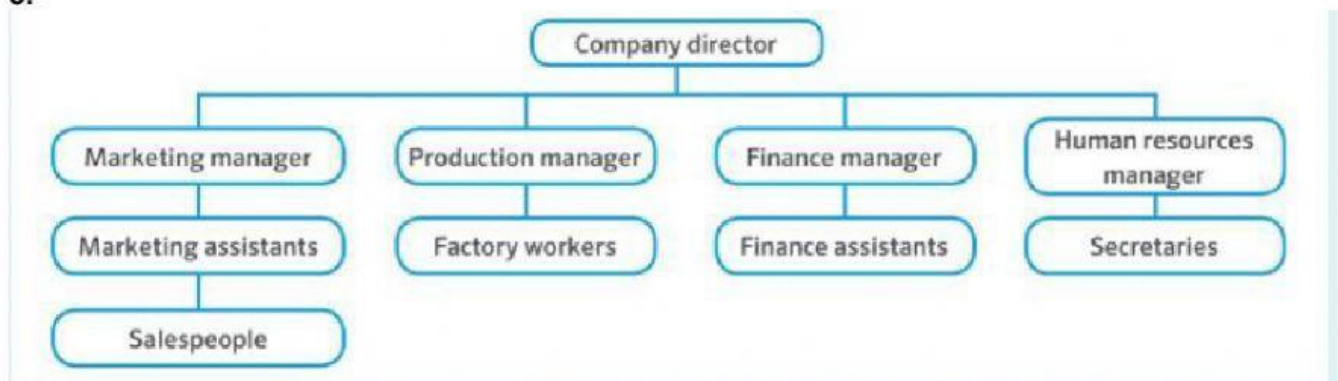 Company director
Marketing manager
Production manager
Finance manager
Human resources
manager
Marketing assistants
Factory workers
Finance assistants
Secretaries
Salespeople